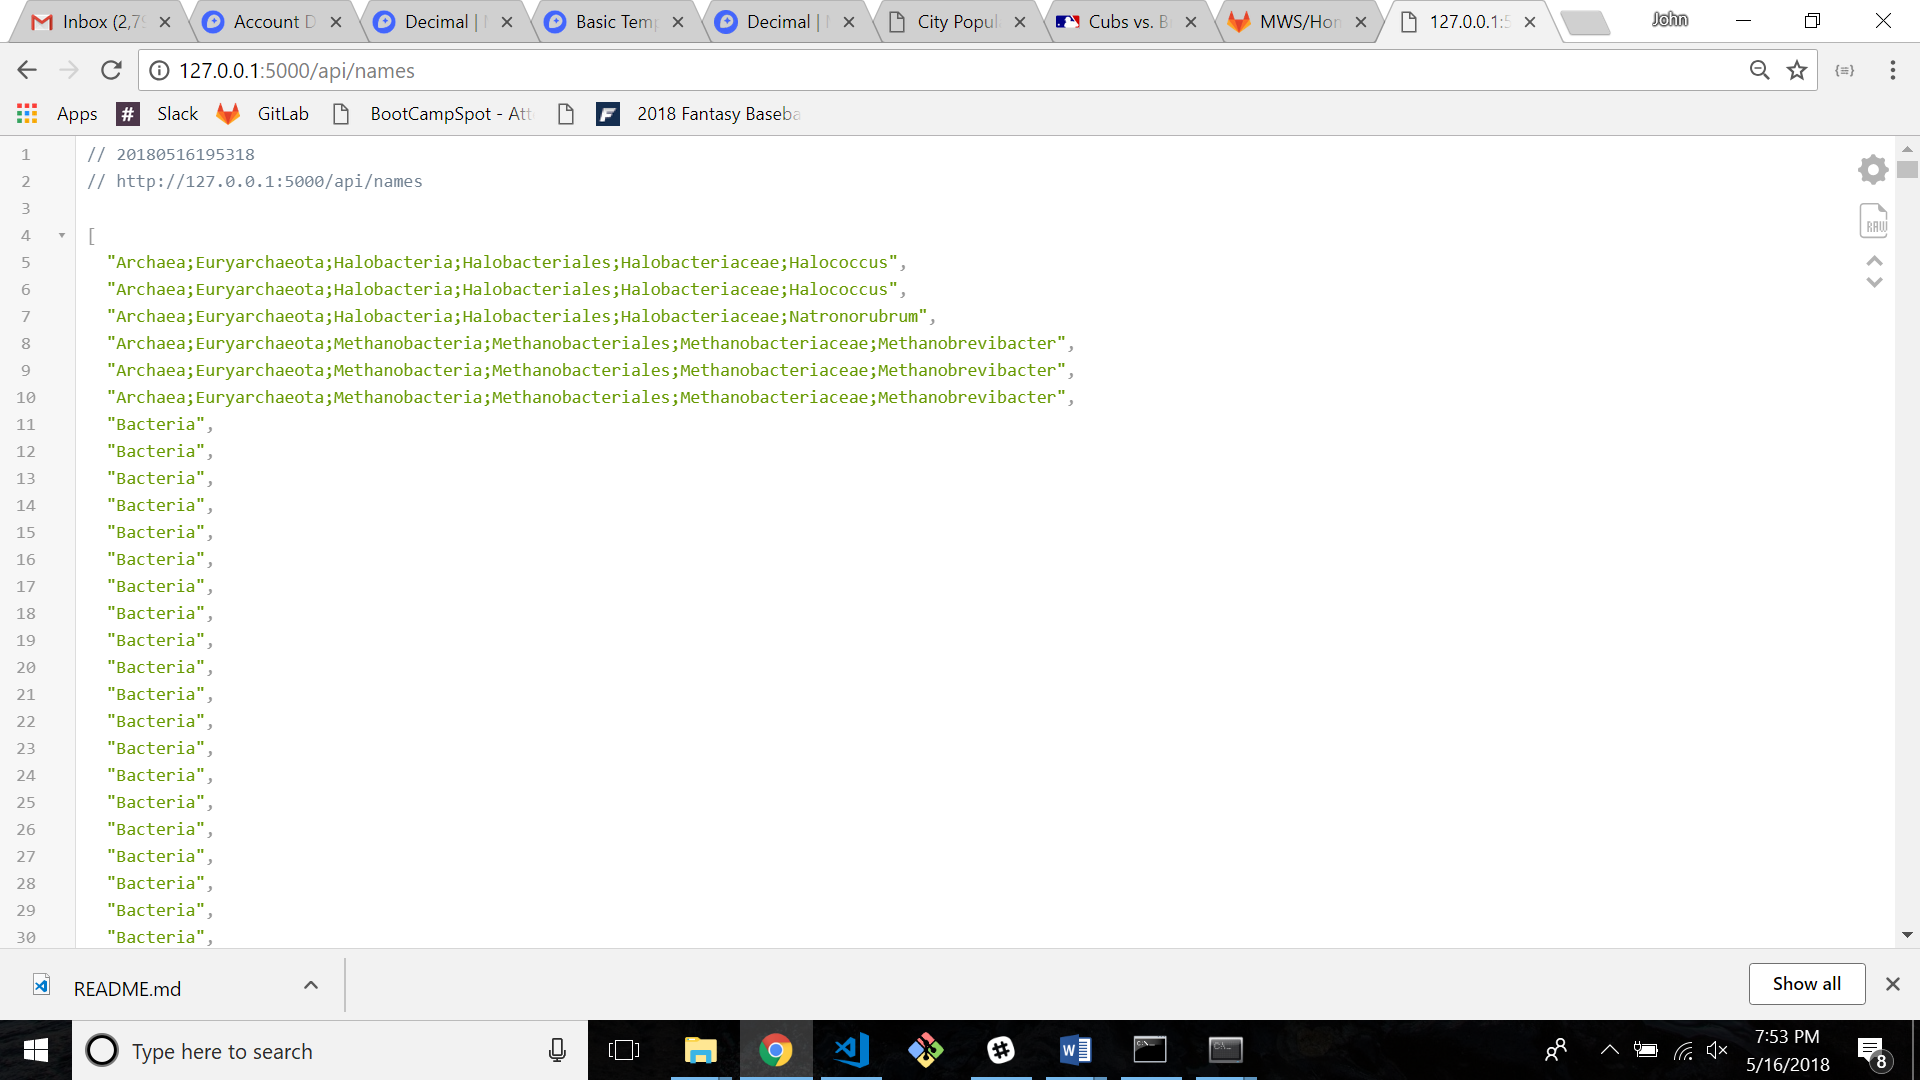 Inbox (2,79
Account D
Decimal |
Basic Temp
Decimal |
City Popul
Cubs vs. B
MWS/Hom
127.0.0.1:5
John
127.0.0.1:5000/api/names
Apps
Slack
GitLab
BootCampSpot - Att
2018 Fantasy Baseba
1 // 20180516195318
2 // http://127.0.0.1:5000/api/names
3
4 [
5 "Archaea;Euryarchaeota;Halobacteria;Halobacteriales;Halobacteriaceae;Halococcus",
6 "Archaea;Euryarchaeota;Halobacteria;Halobacteriales;Halobacteriaceae;Halococcus",
7 "Archaea;Euryarchaeota;Halobacteria;Halobacteriales;Halobacteriaceae;Natronorubrum",
8 "Archaea;Euryarchaeota;Methanobacteria;Methanobacteriales;Methanobacteriaceae;Methanobrevibacter",
9 "Archaea;Euryarchaeota;Methanobacteria;Methanobacteriales;Methanobacteriaceae;Methanobrevibacter",
10 "Archaea;Euryarchaeota;Methanobacteria;Methanobacteriales;Methanobacteriaceae;Methanobrevibacter",
11 "Bacteria",
12 "Bacteria",
13 "Bacteria",
14 "Bacteria",
15 "Bacteria",
16 "Bacteria",
17 "Bacteria",
18 "Bacteria",
19 "Bacteria",
20 "Bacteria",
21 "Bacteria",
22 "Bacteria",
23 "Bacteria",
24 "Bacteria",
25 "Bacteria",
26 "Bacteria",
27 "Bacteria",
28 "Bacteria",
29 "Bacteria",
30 "Bacteria",
RAW
README.md
Show all
Type here to search
7:53 PM
5/16/2018
8